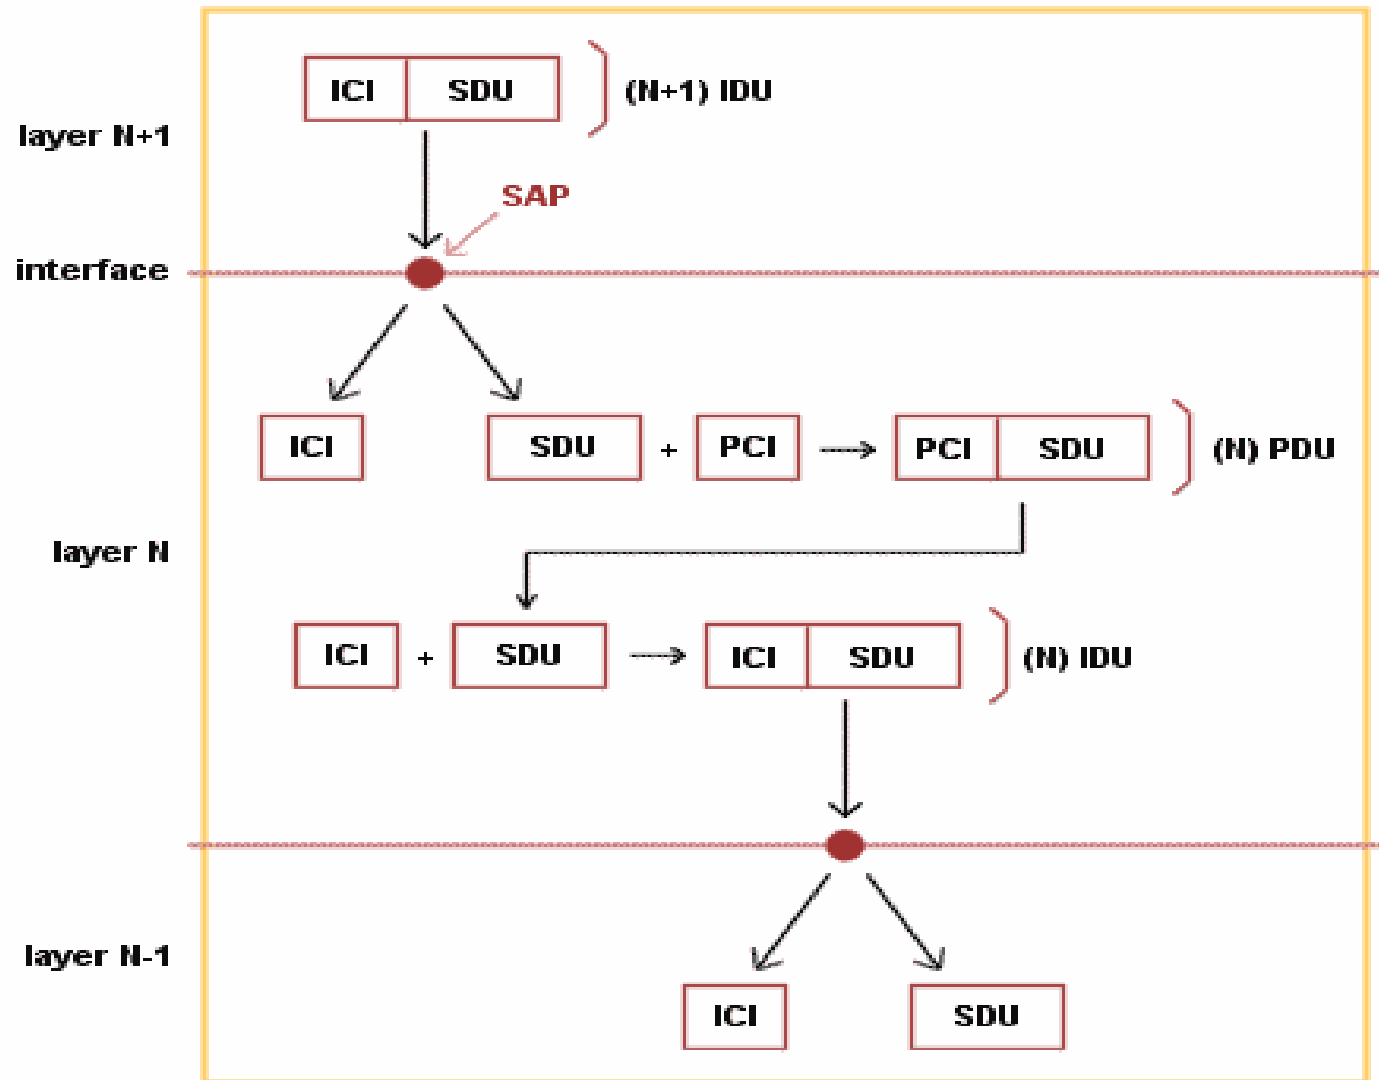 ICI SDU (N+1) IDU
layer N+1
SAP
interface
ICI SDU + PCI PCI SDU (N) PDU
layer N
ICI + SDU ICI SDU (N) IDU
layer N-1
ICI SDU